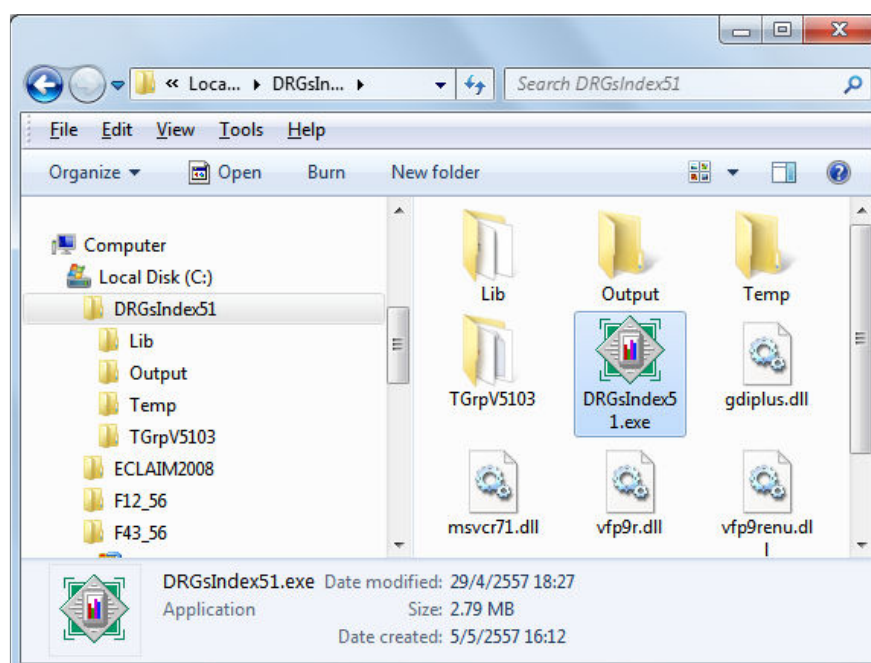 « Loca... DRGsIn...
Search DRGsIndex51
File Edit View Tools Help
Organize Open Burn New folder
Computer
Local Disk (C:)
DRGsIndex51
Lib
Output
Temp
TGrpV5103
ECLAIM2008
F12_56
F43_56
Lib Output Temp
TGrpV5103 DRGsIndex5 gdiplus.dll
1.exe
msvcr71.dll vfp9r.dll vfp9renu.dl
l
DRGsIndex51.exe Date modified: 29/4/2557 18:27
Application Size: 2.79 MB
Date created: 5/5/2557 16:12